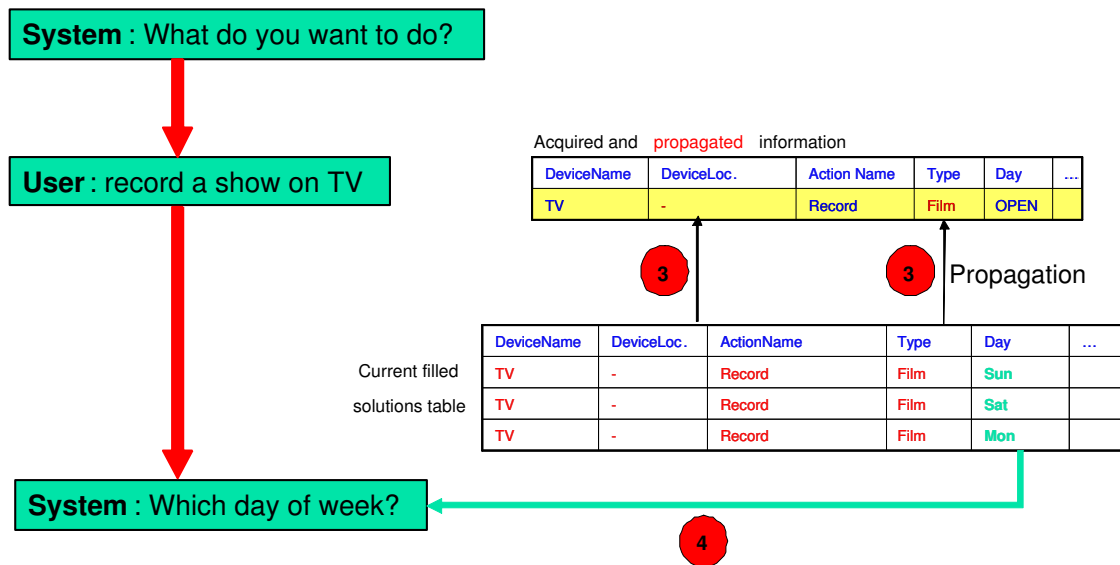 System : What do you want to do?
User : record a show on TV
Acquired and propagated information
DeviceName DeviceLoc. Action Name Type Day ...
TV - Record Film OPEN
3 3 Propagation
DeviceName DeviceLoc. ActionName Type Day ...
Current filled
TV - Record Film Sun
solutions table
TV - Record Film Sat
TV - Record Film Mon
System : Which day of week?
4